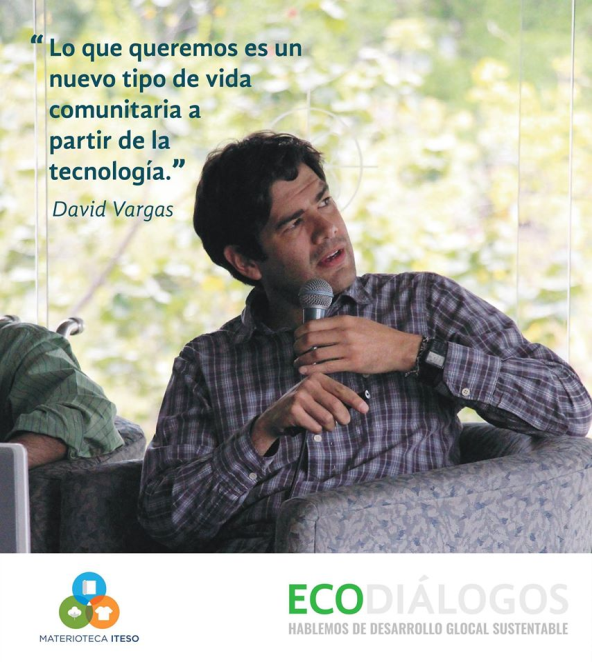 “Lo que queremos es un
nuevo tipo de vida
comunitaria a
partir de la
tecnología.”
David Vargas
MATERIOTECA ITESO
ECODIÁLOGOS
HABLEMOS DE DESARROLLO GLOCAL SUSTENTABLE